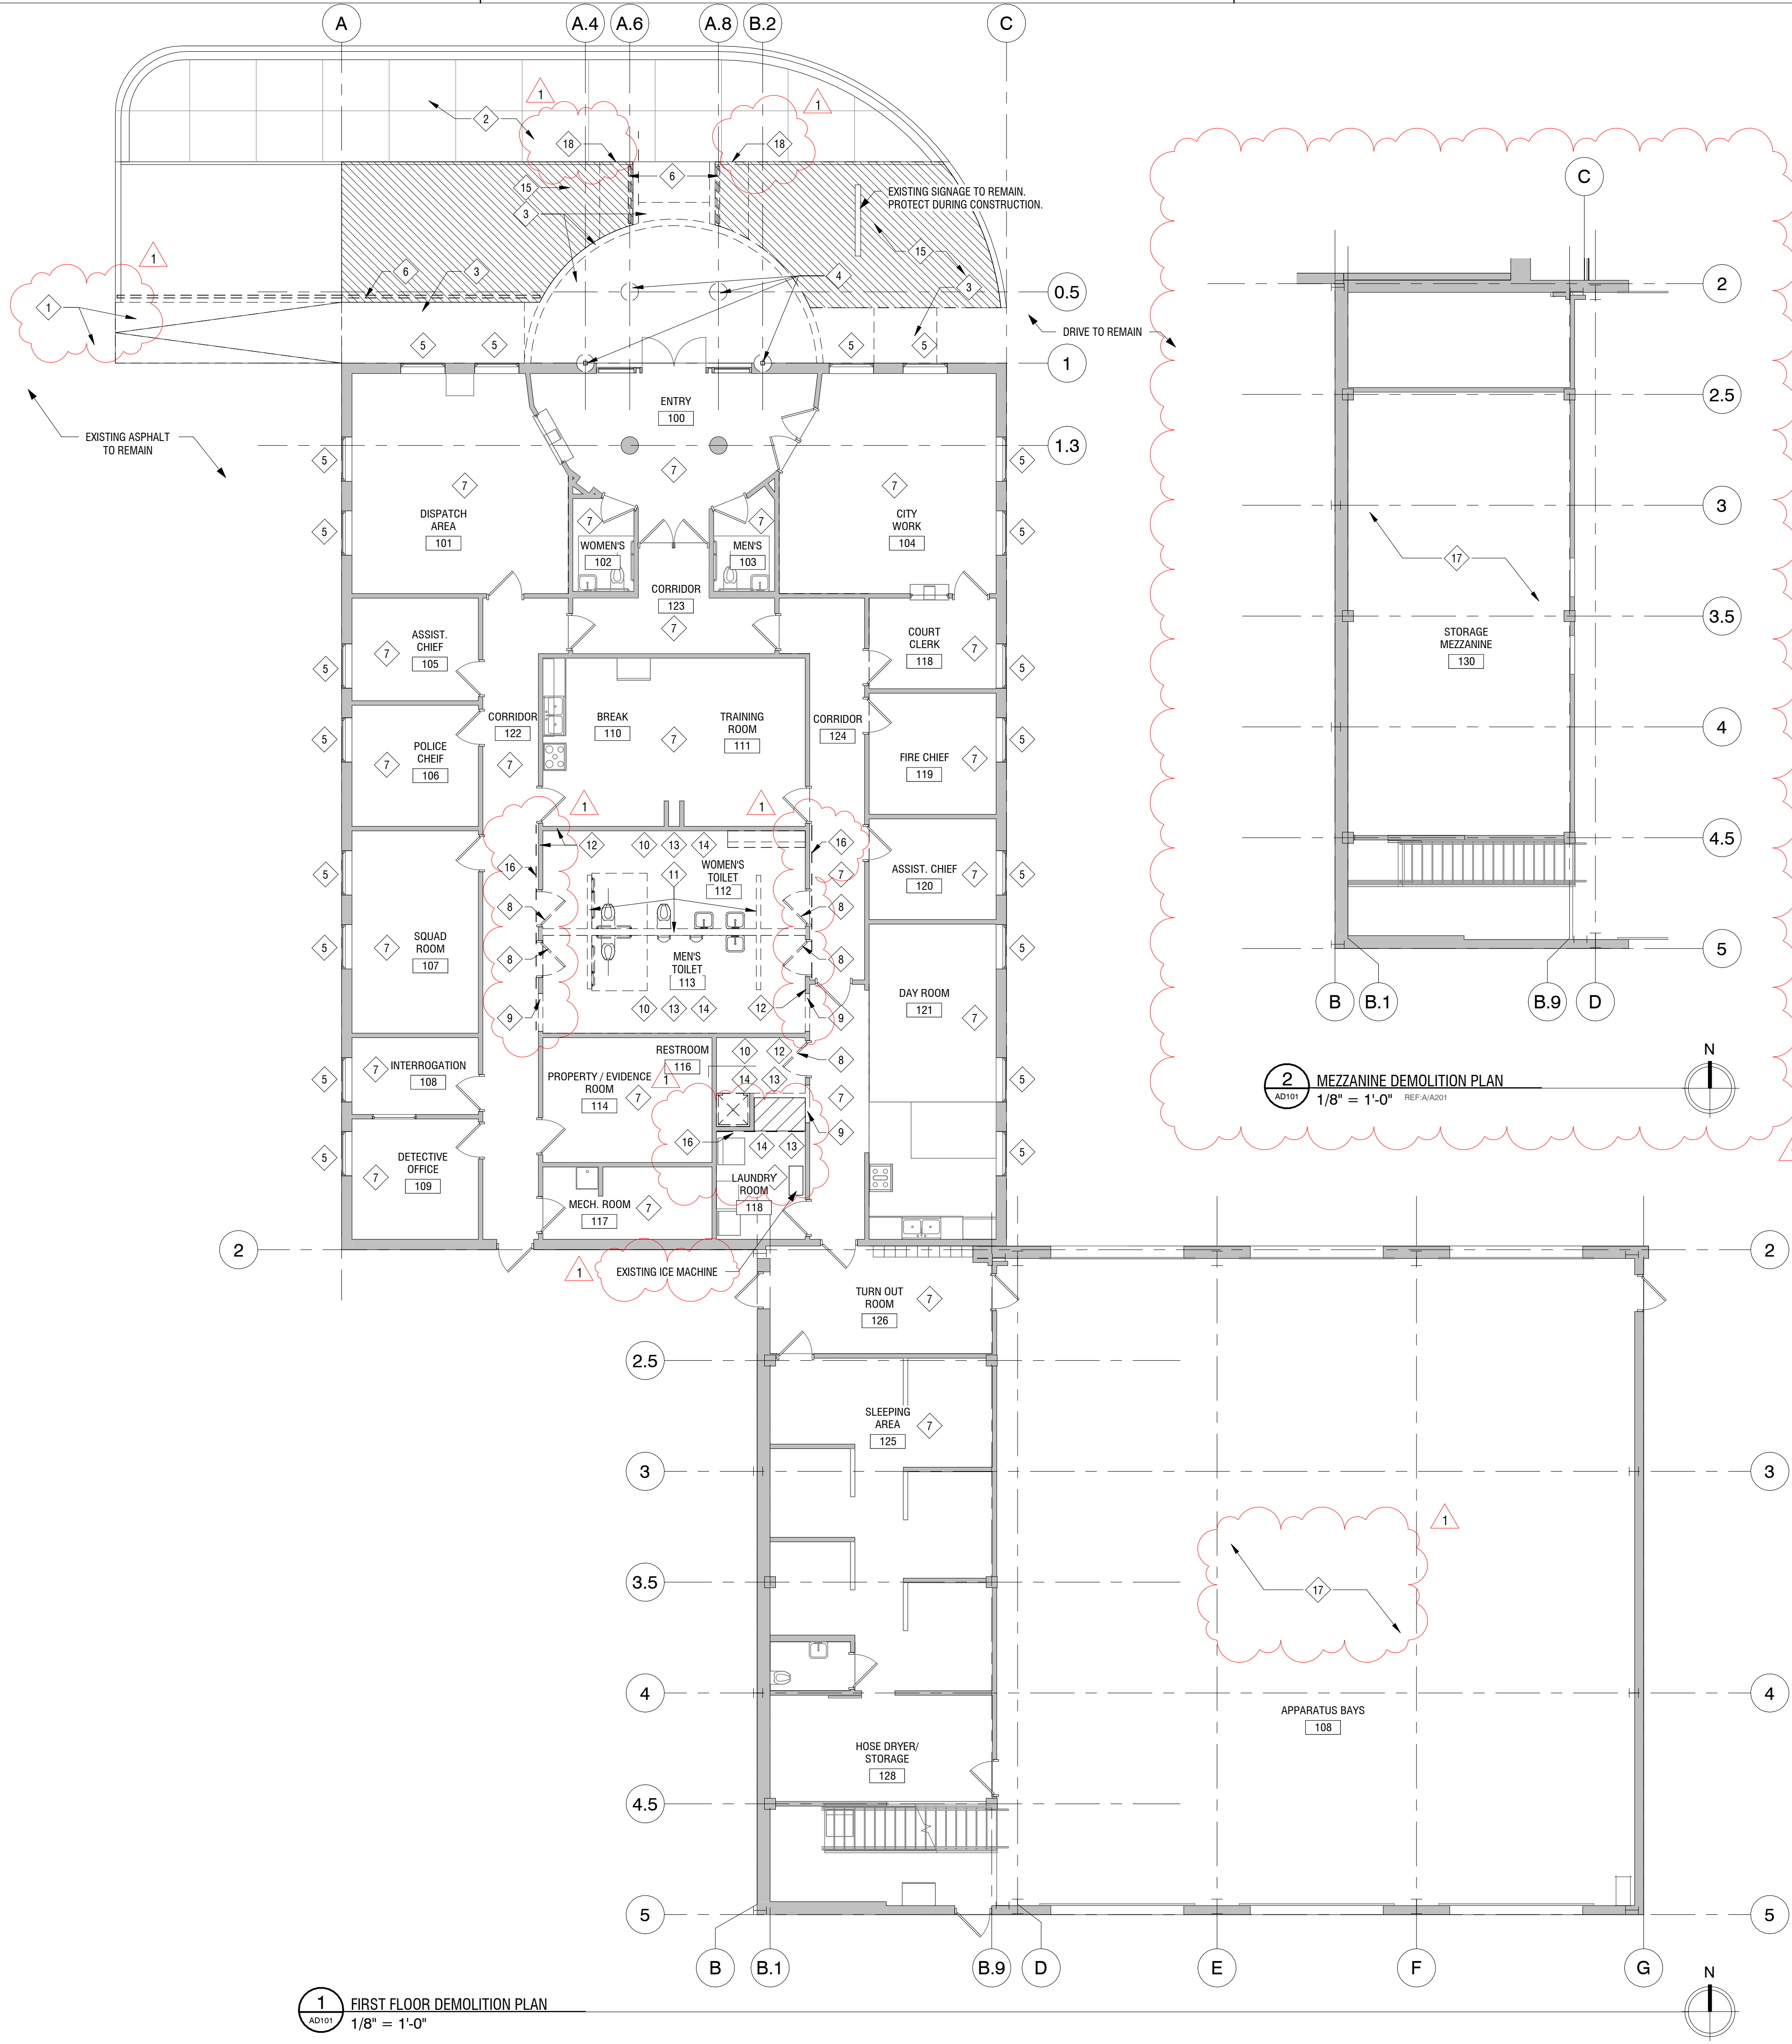 A
A.4
A.6
A.8
B.2
C
1
1
2
18
18
6
15
3
EXISTING SIGNAGE TO REMAIN.
PROTECT DURING CONSTRUCTION.
15
1
6
3
4
3
0.5
1
DRIVE TO REMAIN
5
5
5
5
1
ENTRY
100
EXISTING ASPHALT
TO REMAIN
1.3
5
7
5
7
7
DISPATCH
AREA
101
CITY
WORK
104
5
7
7
5
WOMEN'S
102
MEN'S
103
CORRIDOR
123
7
ASSIST.
CHIEF
105
7
5
COURT
CLERK
118
7
5
CORRIDOR
122
7
BREAK
110
TRAINING
ROOM
111
7
CORRIDOR
124
POLICE
CHEIF
106
7
5
FIRE CHIEF
119
7
5
1
1
12
10
13
14
16
16
WOMEN'S
TOILET
112
11
7
ASSIST. CHIEF
120
7
5
5
8
8
SQUAD
ROOM
107
7
5
8
8
MEN'S
TOILET
113
10
13
14
12
9
9
DAY ROOM
121
7
5
RESTROOM
116
10
12
8
INTERROGATION
108
7
5
PROPERTY / EVIDENCE
ROOM
114
7
1
14
13
7
5
16
9
14
13
DETECTIVE
OFFICE
109
7
5
5
LAUNDRY
ROOM
118
MECH. ROOM
117
7
2
1
EXISTING ICE MACHINE
2
TURN OUT
ROOM
126
7
2.5
SLEEPING
AREA
125
7
3
3
1
3.5
17
4
4
APPARATUS BAYS
108
HOSE DRYER/
STORAGE
128
4.5
5
5
B
B.1
B.9
D
E
F
G
1
AD101
FIRST FLOOR DEMOLITION PLAN
1/8" = 1'-0"
N
C
2
2.5
3
17
3.5
STORAGE
MEZZANINE
130
4
4.5
5
B
B.1
B.9
D
2
AD101
MEZZANINE DEMOLITION PLAN
1/8" = 1'-0"
REF:A/A201
N